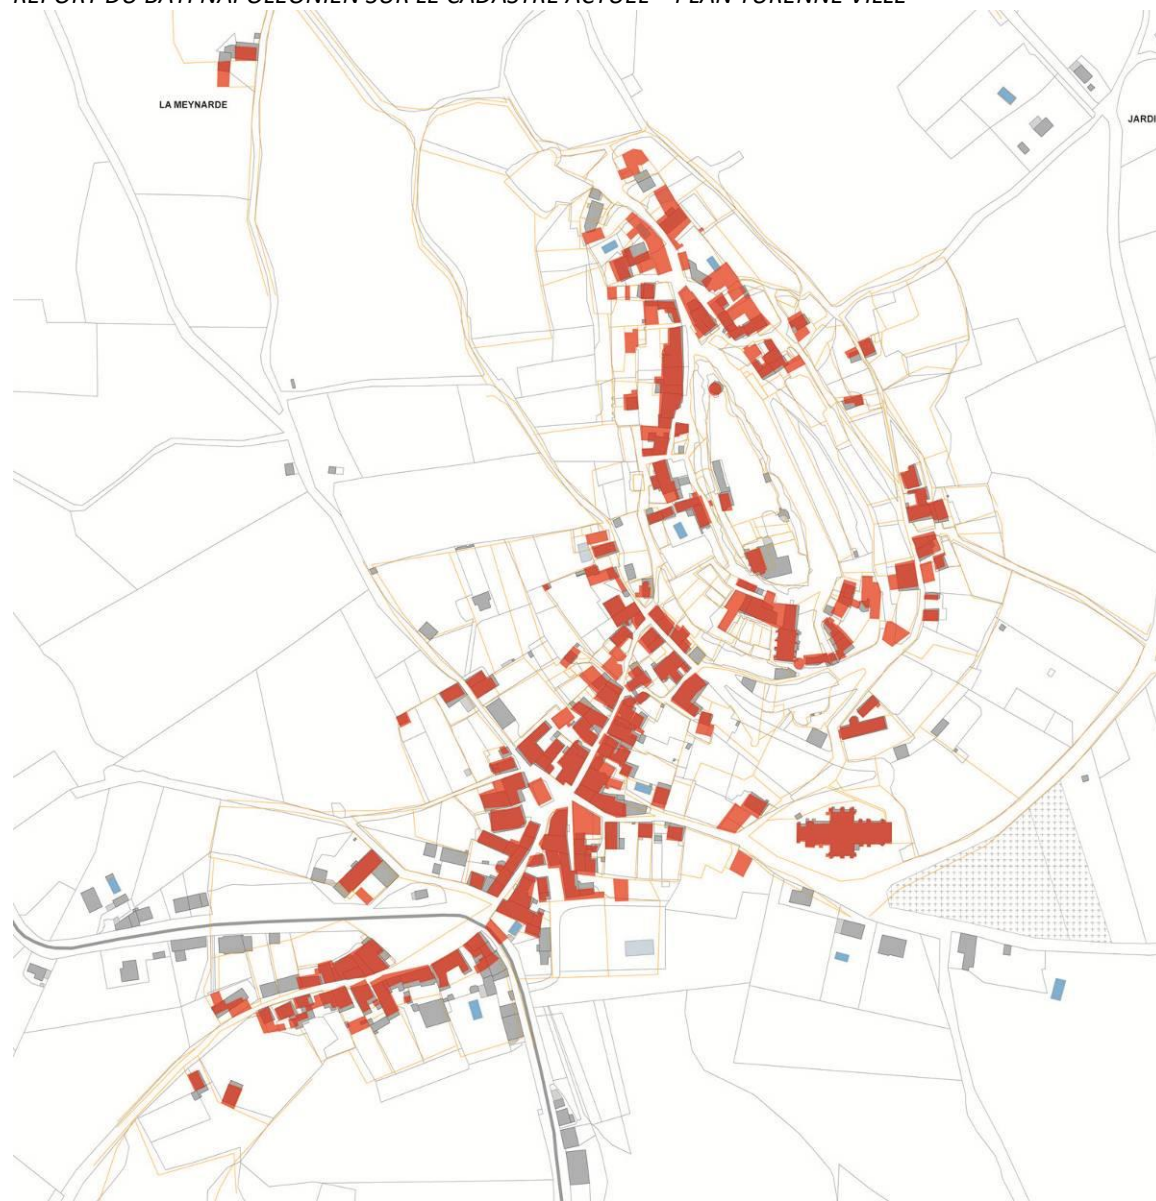 REPORT DU BATI NAPOLEONIEN SUR LE CADASTRE ACTUEL – PLAN TURENNE VILLE
LA MEYNARDE
JARDI